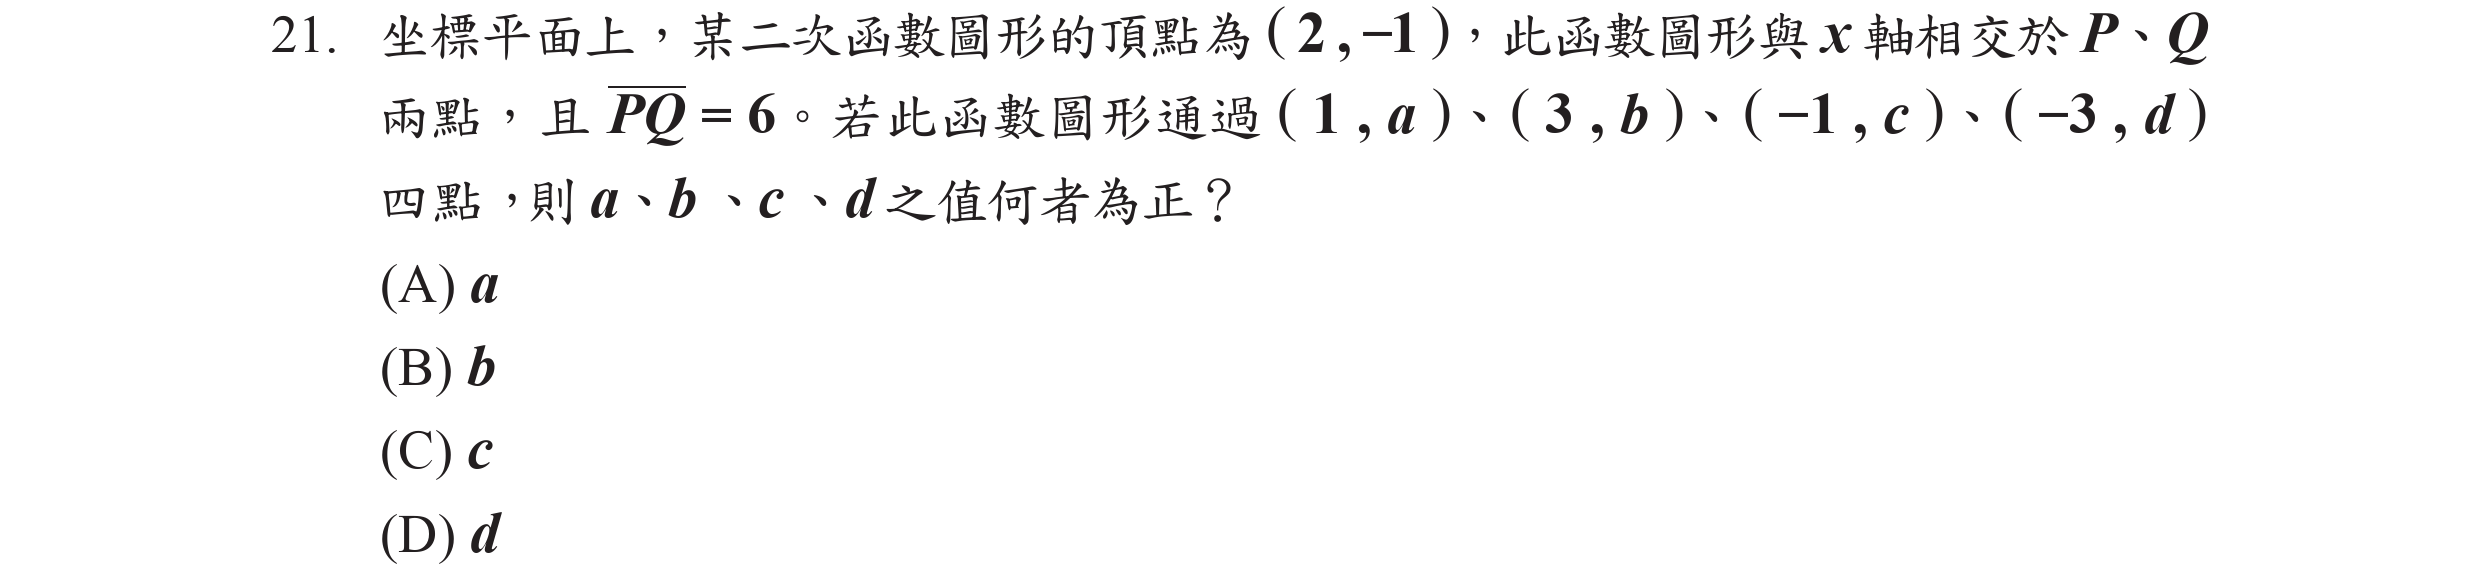 21. 坐標平面上，某二次函數圖形的頂點為 ( 2 , −1 )，此函數圖形與 x 軸相交於 P、Q
兩點，且 \overline{PQ} = 6。若此函數圖形通過 ( 1 , a )、( 3 , b )、( −1 , c )、( −3 , d )
四點，則 a、b、c、d 之值何者為正？
(A) a
(B) b
(C) c
(D) d